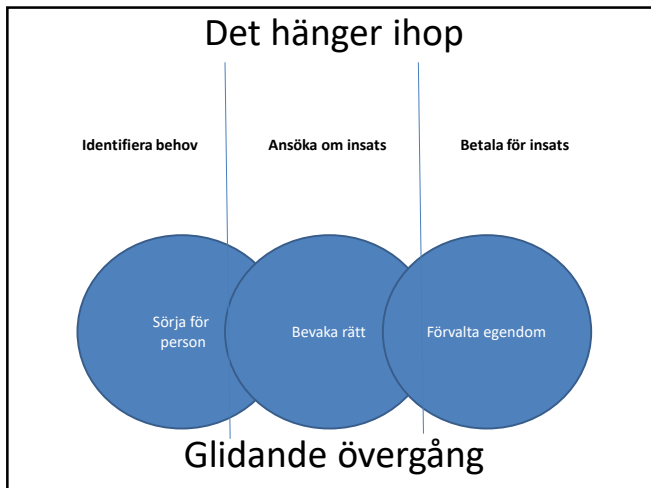 Det hänger ihop
Identifiera behov
Ansöka om insats
Betala för insats
Sörja för
person
Bevaka rätt
Förvalta egendom
Glidande övergång